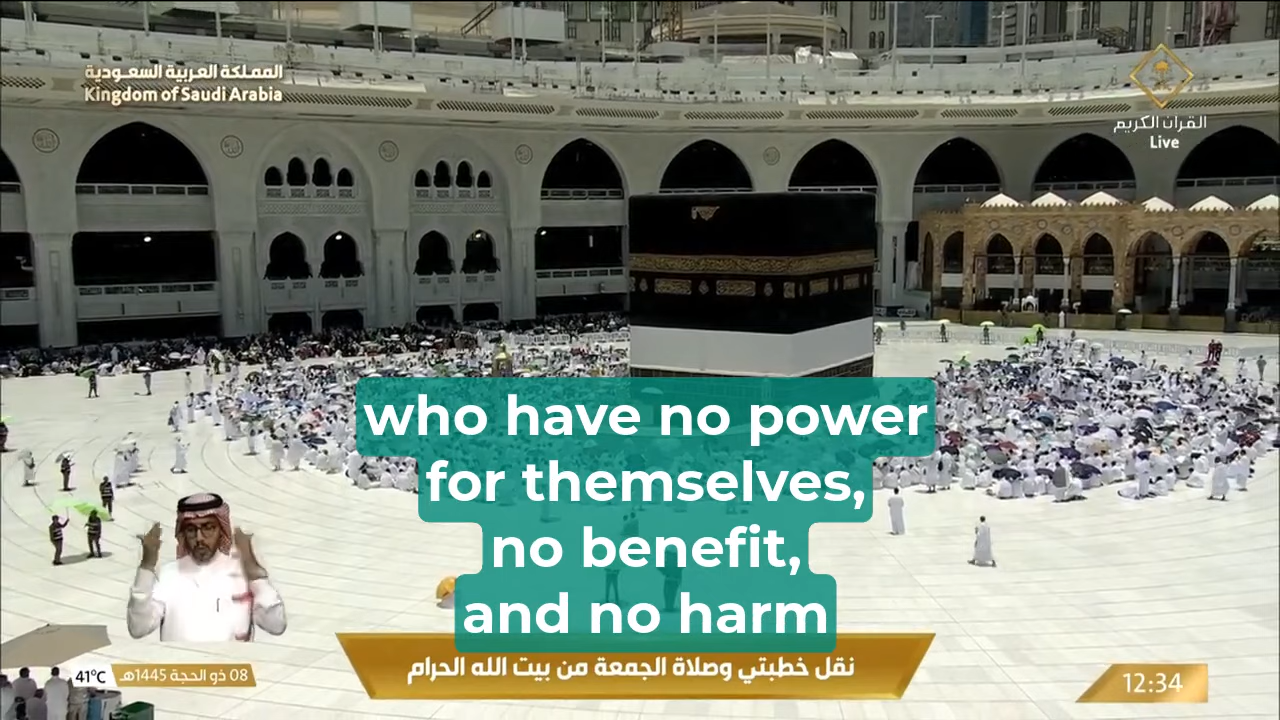 المملكة العربية السعودية
Kingdom of Saudi Arabia
القرآن الكريم
Live
who have no power
for themselves,
no benefit,
and no harm
نقل خطبتي وصلاة الجمعة من بيت الله الحرام
41°C
08 ذو الحجة 1445هـ
12:34